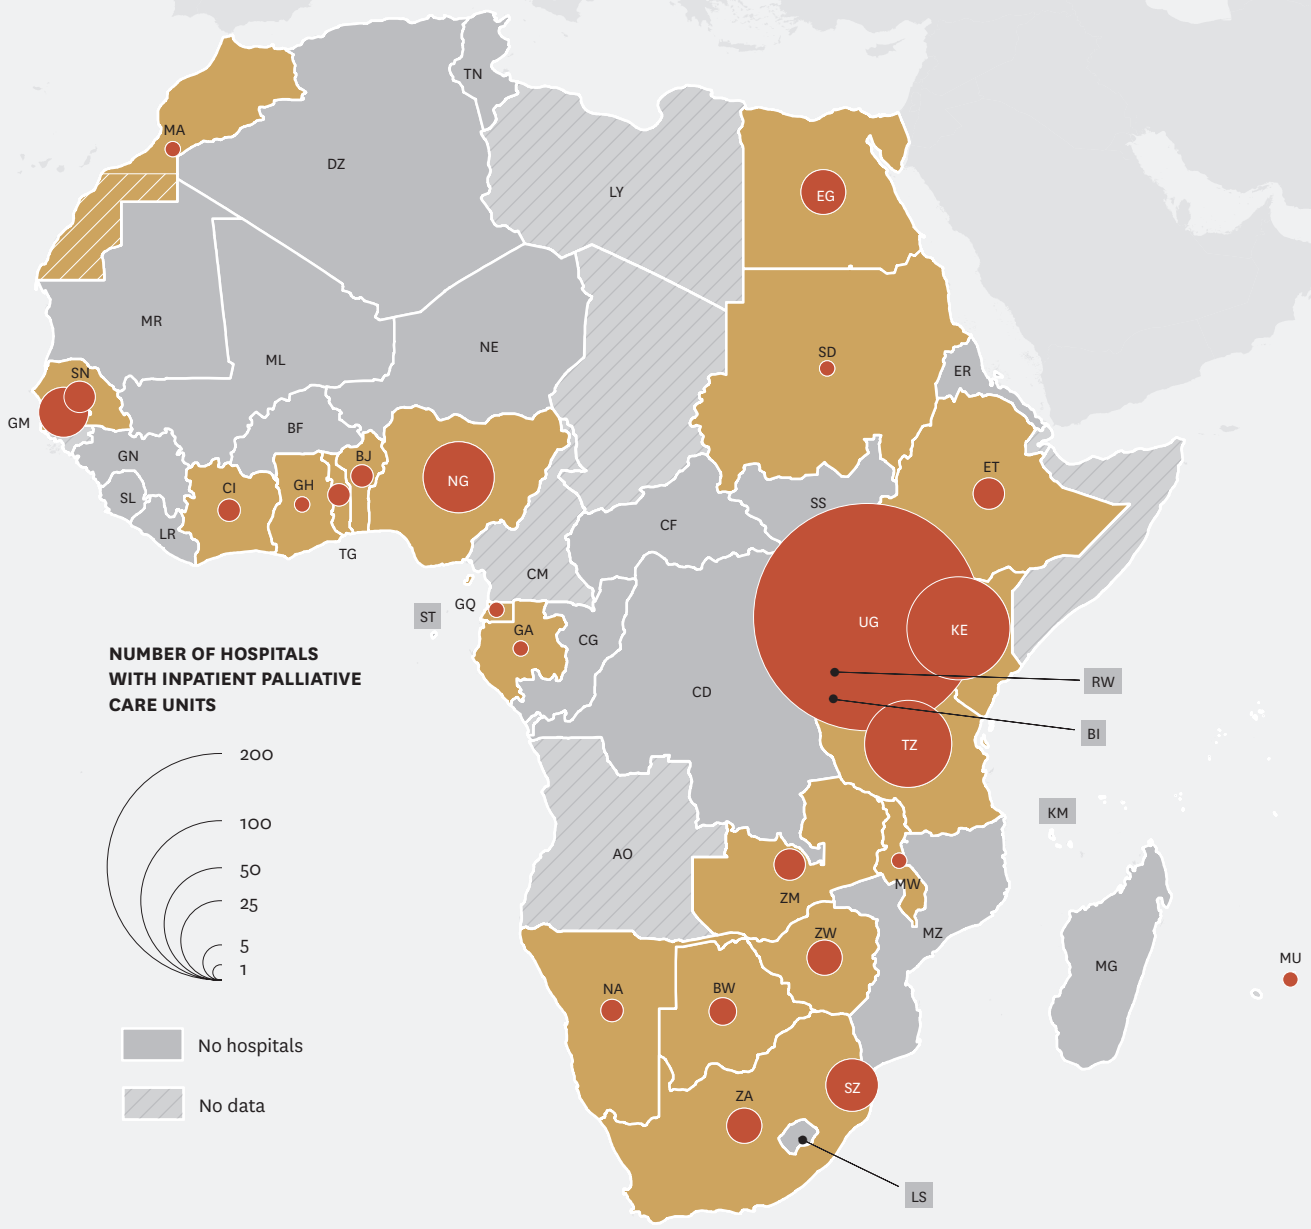 TN
MA
DZ
LY
EG
MR
ML
NE
SD
ER
SN
GM
BF
GN
BJ
ET
CI
GH
NG
SL
SS
LR
CF
TG
CM
GQ
ST
UG
KE
GA
CG
NUMBER OF HOSPITALS
WITH INPATIENT PALLIATIVE
CARE UNITS
RW
CD
BI
TZ
200
100
50
25
5
1
KM
AO
MW
ZM
ZW
MZ
MU
MG
NA
BW
No hospitals
SZ
ZA
No data
LS